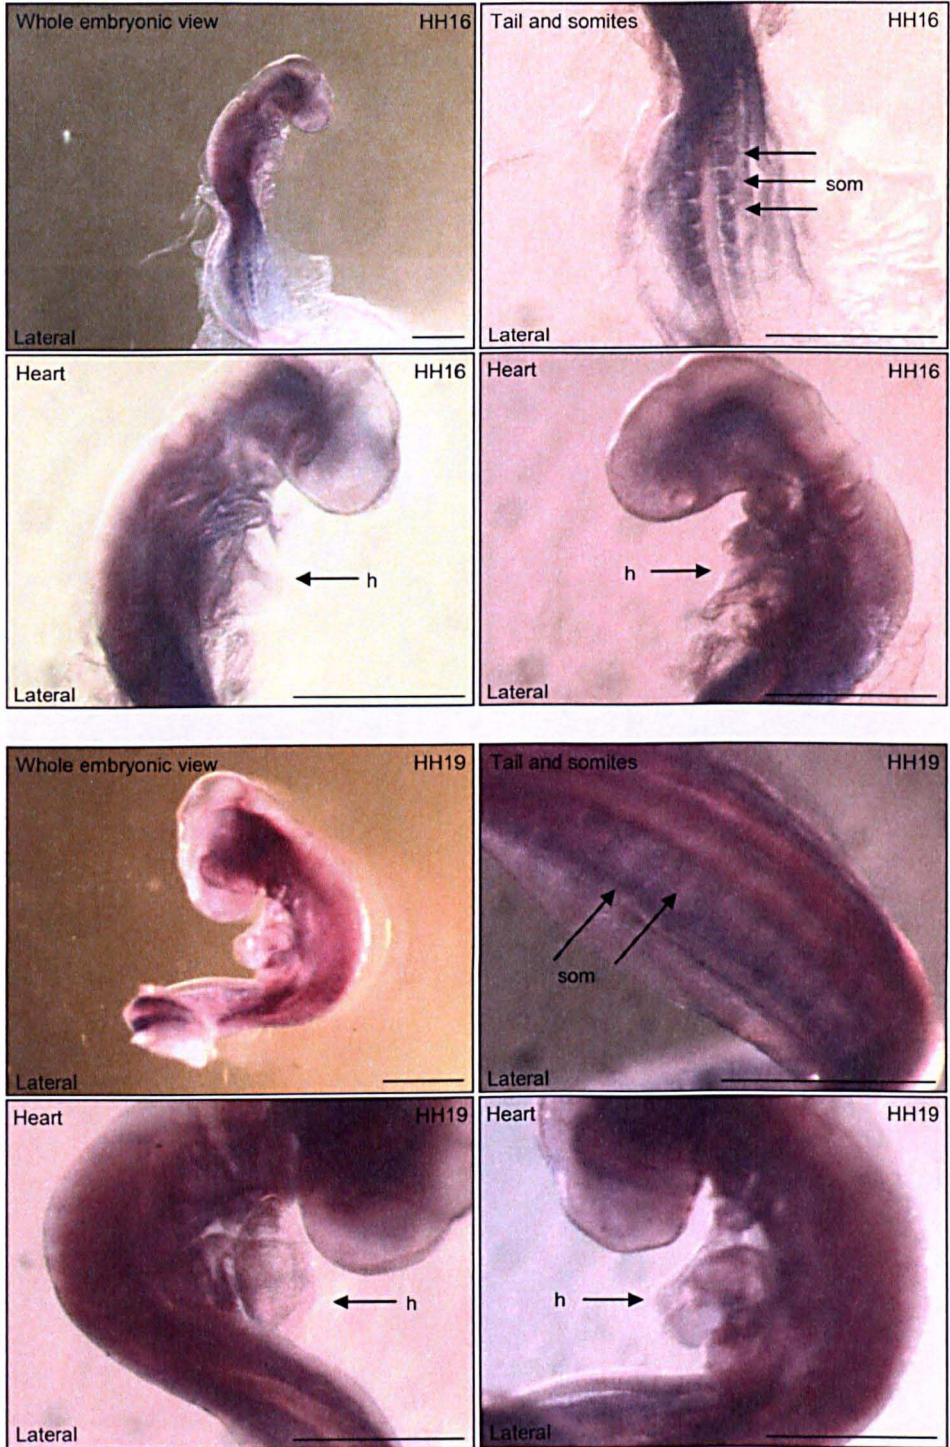 Whole embryonic view HH16
Lateral
Tail and somites HH16
som
Lateral
Heart HH16
h
Lateral
Heart HH16
h
Lateral
Whole embryonic view HH19
Lateral
Tail and somites HH19
som
Lateral
Heart HH19
h
Lateral
Heart HH19
h
Lateral